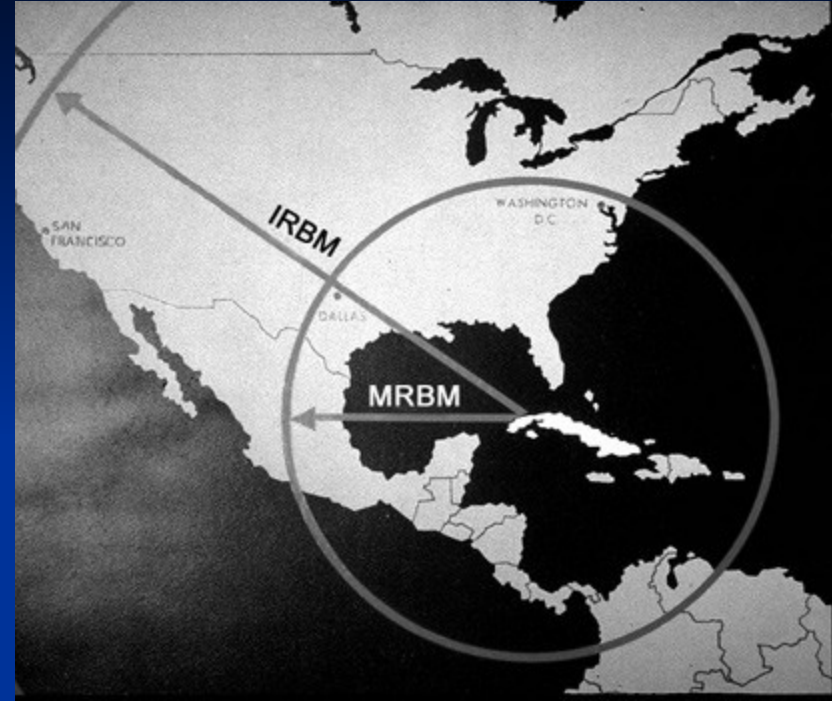 WASHINGTON
D.C.
IRBM
SAN
FRANCISCO
DALLAS
MRBM